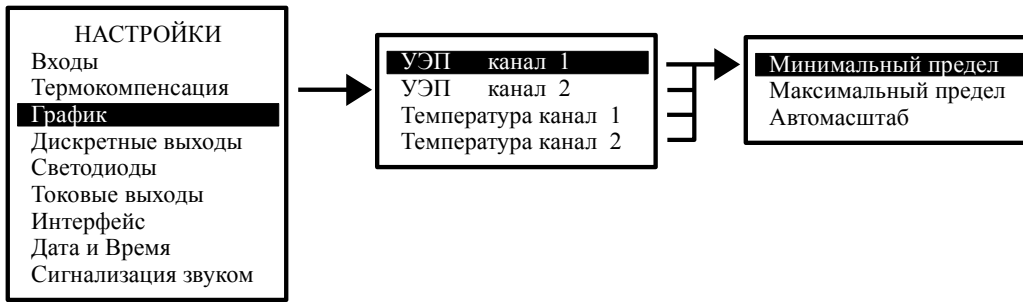 НАСТРОЙКИ
Входы
Термокомпенсация
График
Дискретные выходы
Светодиоды
Токовые выходы
Интерфейс
Дата и Время
Сигнализация звуком
УЭП канал 1
УЭП канал 2
Температура канал 1
Температура канал 2
Минимальный предел
Максимальный предел
Автомасштаб